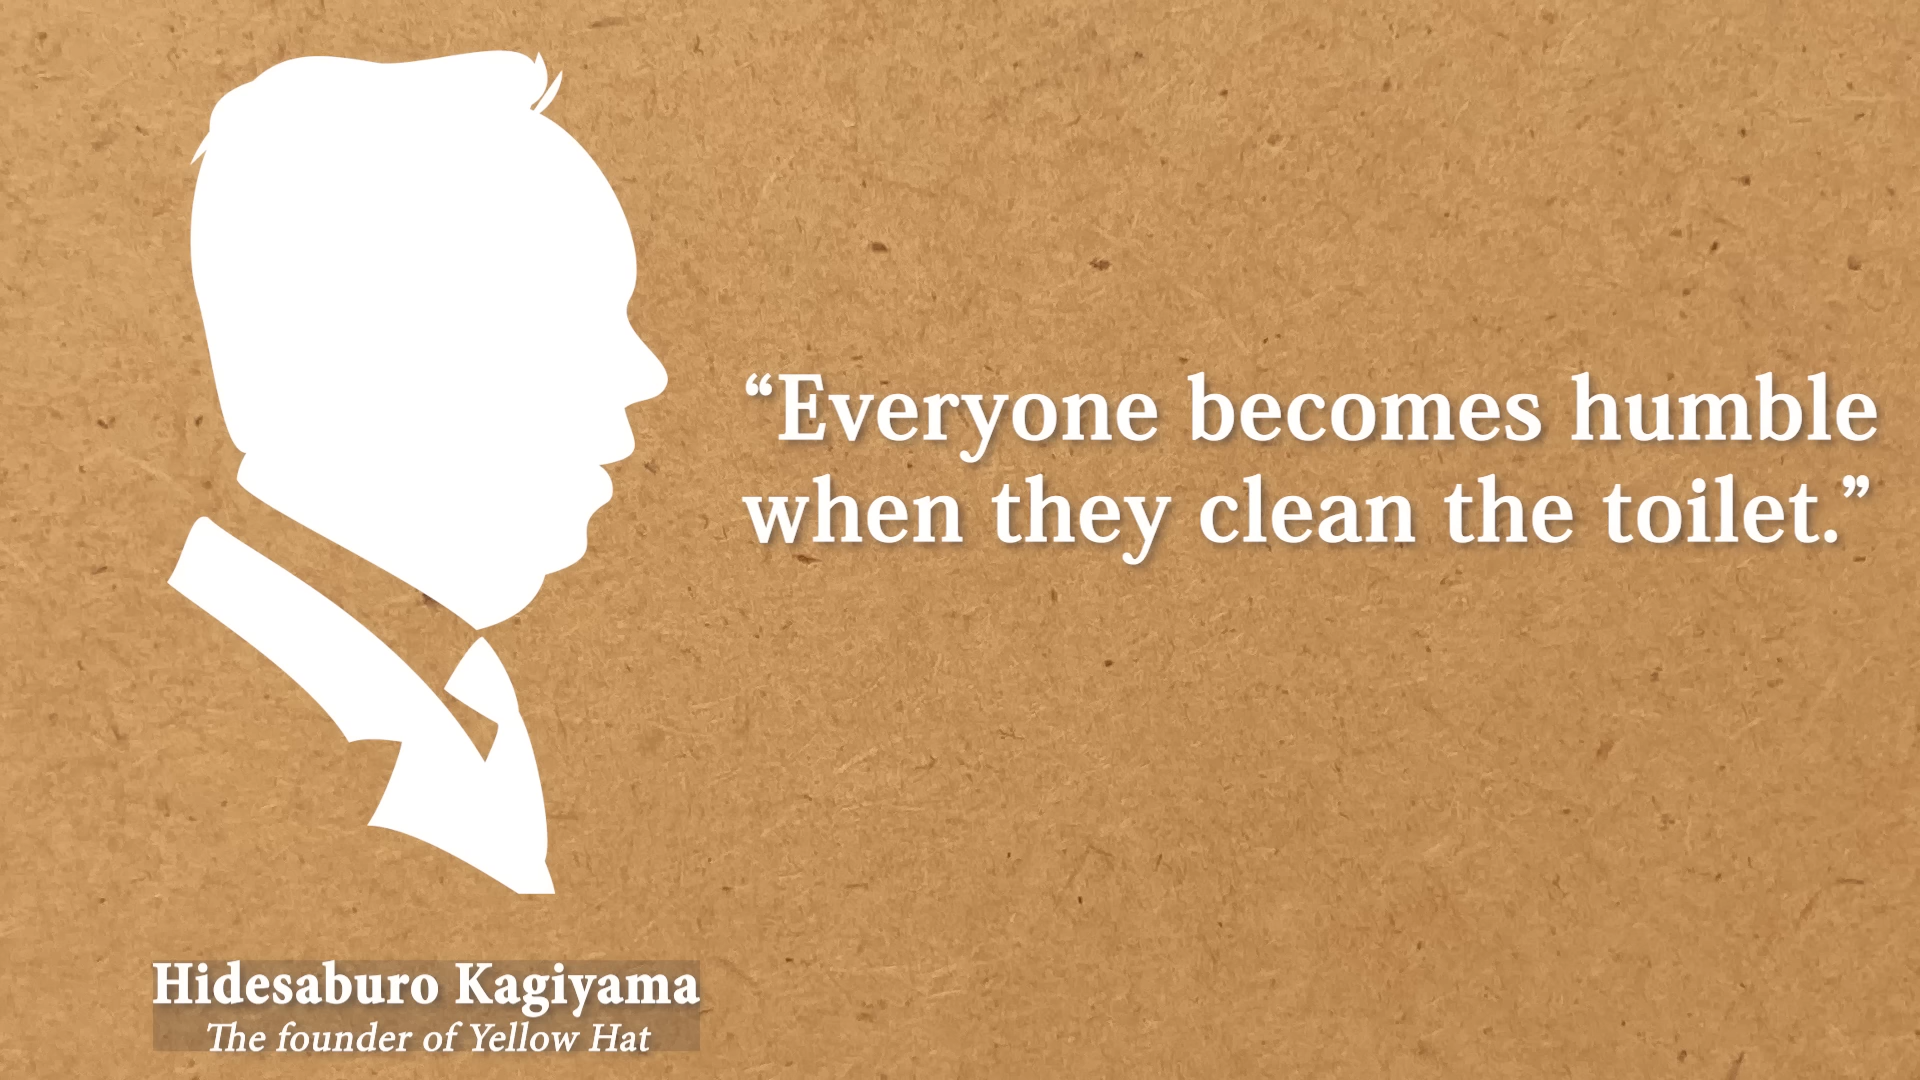 “Everyone becomes humble
when they clean the toilet.”
Hidesaburo Kagiyama
The founder of Yellow Hat